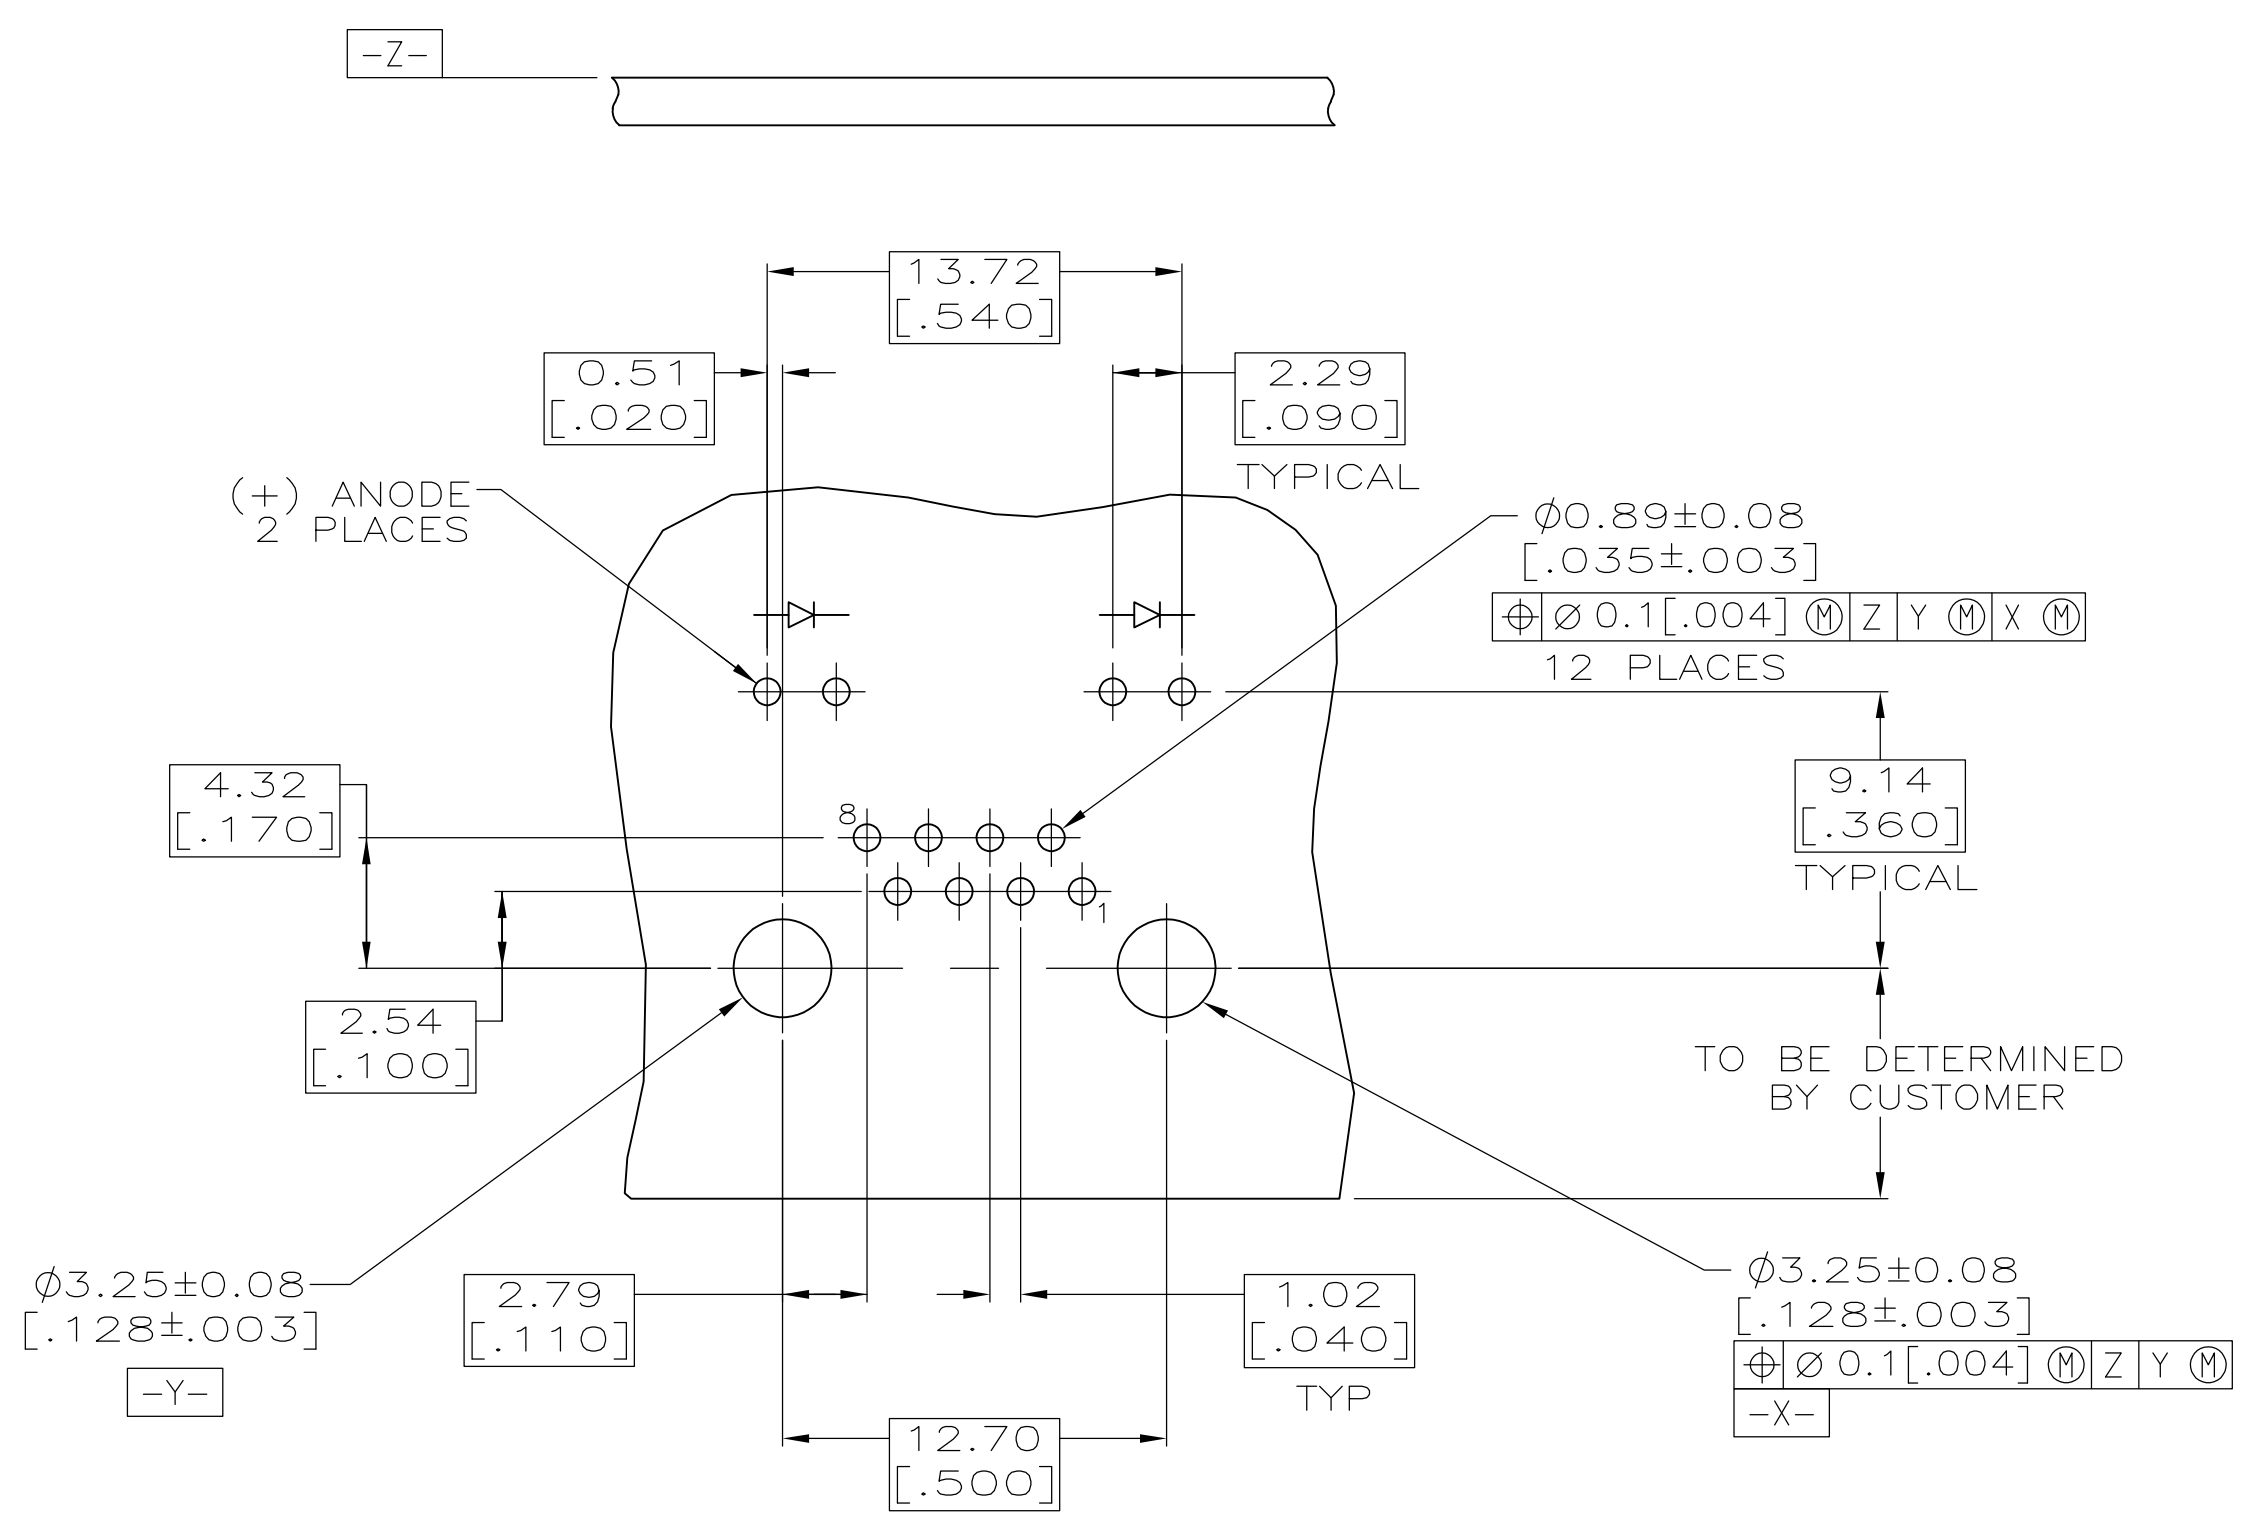 -Z-
13.72
[.540]
0.51
[.020]
2.29
[.090]
TYPICAL
(+) ANODE
2 PLACES
⌀0.89±0.08
[.035±.003]
⌖ ⌀ 0.1[.004] Ⓜ Z Y Ⓜ X Ⓜ
12 PLACES
4.32
[.170]
9.14
[.360]
TYPICAL
8
1
2.54
[.100]
TO BE DETERMINED
BY CUSTOMER
⌀3.25±0.08
[.128±.003]
-Y-
2.79
[.110]
1.02
[.040]
TYP
⌀3.25±0.08
[.128±.003]
⌖ ⌀ 0.1[.004] Ⓜ Z Y Ⓜ
-X-
12.70
[.500]